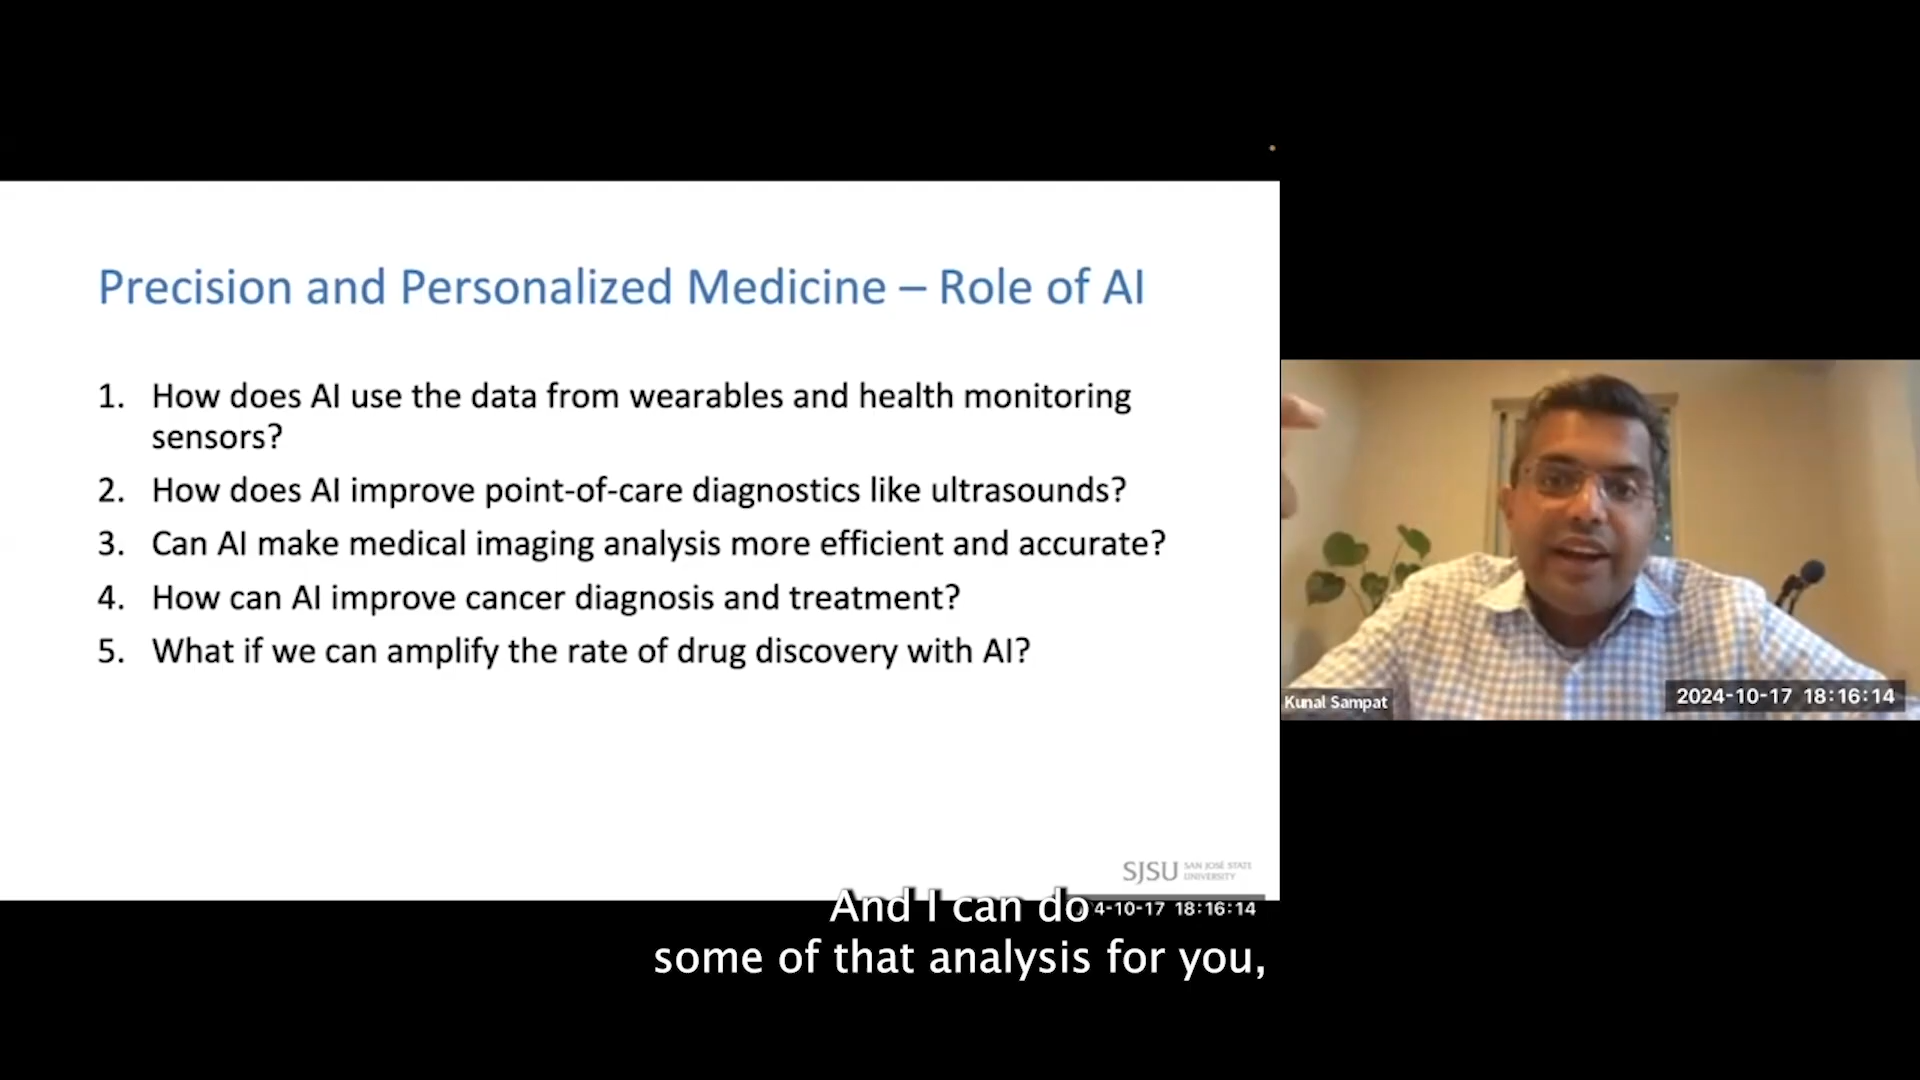 Precision and Personalized Medicine – Role of AI
1. How does AI use the data from wearables and health monitoring
sensors?
2. How does AI improve point-of-care diagnostics like ultrasounds?
3. Can AI make medical imaging analysis more efficient and accurate?
4. How can AI improve cancer diagnosis and treatment?
5. What if we can amplify the rate of drug discovery with AI?
Kunal Sampat
2024-10-17 18:16:14
SJSU SAN JOSÉ STATE
UNIVERSITY
4-10-17 18:16:14
And I can do
some of that analysis for you,